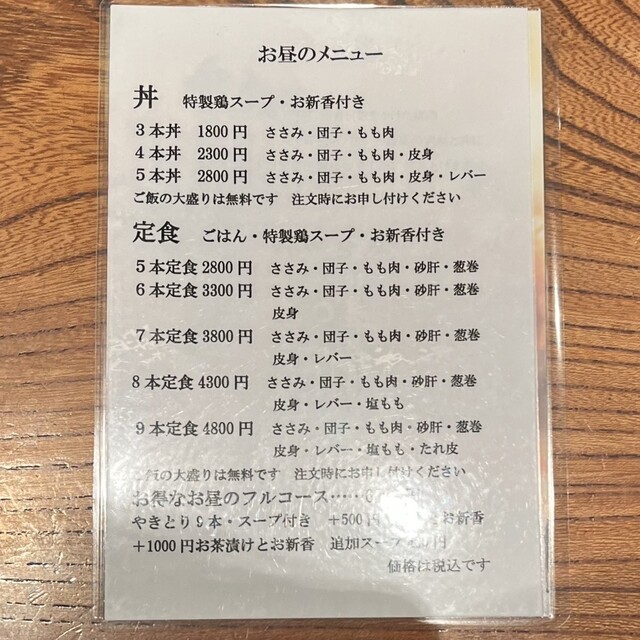 お昼のメニュー
丼 特製鶏スープ・お新香付き
3本丼 1800円 ささみ・団子・もも肉
4本丼 2300円 ささみ・団子・もも肉・皮身
5本丼 2800円 ささみ・団子・もも肉・皮身・レバー
ご飯の大盛りは無料です 注文時にお申し付けください
定食 ごはん・特製鶏スープ・お新香付き
5本定食 2800円 ささみ・団子・もも肉・砂肝・葱巻
6本定食 3300円 ささみ・団子・もも肉・砂肝・葱巻
皮身
7本定食 3800円 ささみ・団子・もも肉・砂肝・葱巻
皮身・レバー
8本定食 4300円 ささみ・団子・もも肉・砂肝・葱巻
皮身・レバー・塩もも
9本定食 4800円 ささみ・団子・もも肉・砂肝・葱巻
皮身・レバー・塩もも・たれ皮
ご飯の大盛りは無料です 注文時にお申し付けください
お得なお昼のフルコース・・・・・
やきとり9本・スープ付き +500円 お新香
+1000円お茶漬けとお新香 追加スープ
価格は税込です